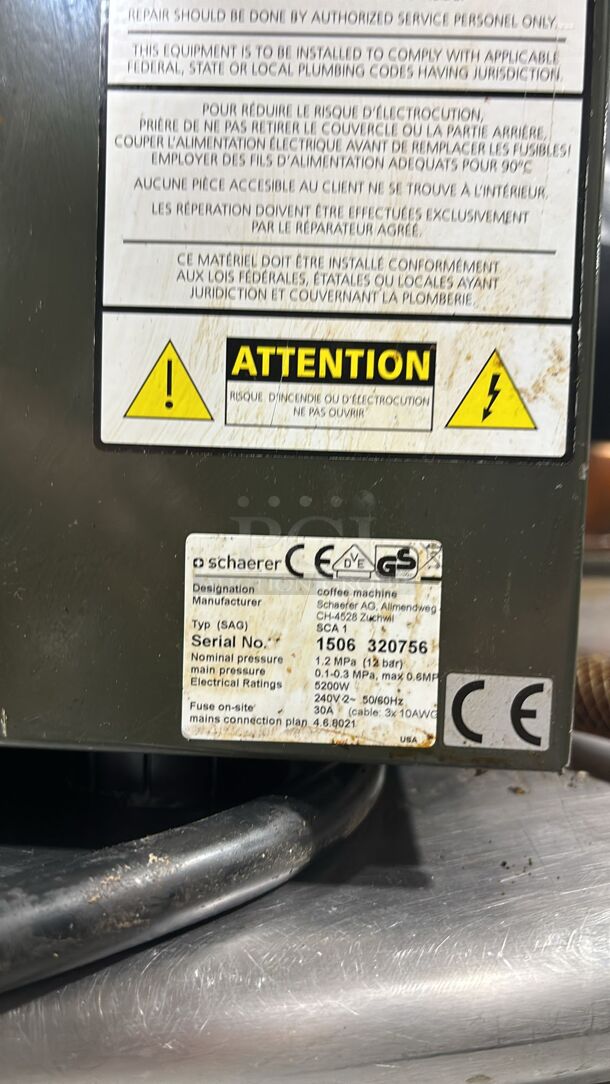 REPAIR SHOULD BE DONE BY AUTHORIZED SERVICE PERSONEL ONLY.
THIS EQUIPMENT IS TO BE INSTALLED TO COMPLY WITH APPLICABLE
FEDERAL, STATE OR LOCAL PLUMBING CODES HAVING JURISDICTION.
POUR RÉDUIRE LE RISQUE D'ÉLECTROCUTION,
PRIÈRE DE NE PAS RETIRER LE COUVERCLE OU LA PARTIE ARRIÈRE,
COUPER L'ALIMENTATION ÉLECTRIQUE AVANT DE REMPLACER LES FUSIBLES!
EMPLOYER DES FILS D'ALIMENTATION ADEQUATS POUR 90°C
AUCUNE PIÈCE ACCESIBLE AU CLIENT NE SE TROUVE À L'INTÉRIEUR.
LES RÉPERATION DOIVENT ÊTRE EFFECTUÉES EXCLUSIVEMENT
PAR LE RÉPARATEUR AGRÉE.
CE MATÉRIEL DOIT ÊTRE INSTALLÉ CONFORMÉMENT
AUX LOIS FÉDÉRALES, ÉTATALES OU LOCALES AYANT
JURIDICTION ET COUVERNANT LA PLOMBERIE.
ATTENTION
RISQUE D'INCENDIE OU D'ÉLECTROCUTION
NE PAS OUVRIR
schaerer CE DVE GS
Designation coffee machine
Manufacturer Schaerer AG, Allmendweg
CH-4528 Zuchwil
Typ (SAG) SCA 1
Serial No. 1506 320756
Nominal pressure 1.2 MPa (12 bar)
main pressure 0.1-0.3 MPa, max 0.6MP
Electrical Ratings 5200W
240V 2~ 50/60Hz
Fuse on-site 30A (cable: 3x 10AWG
mains connection plan 4.6.8021
USA
CE